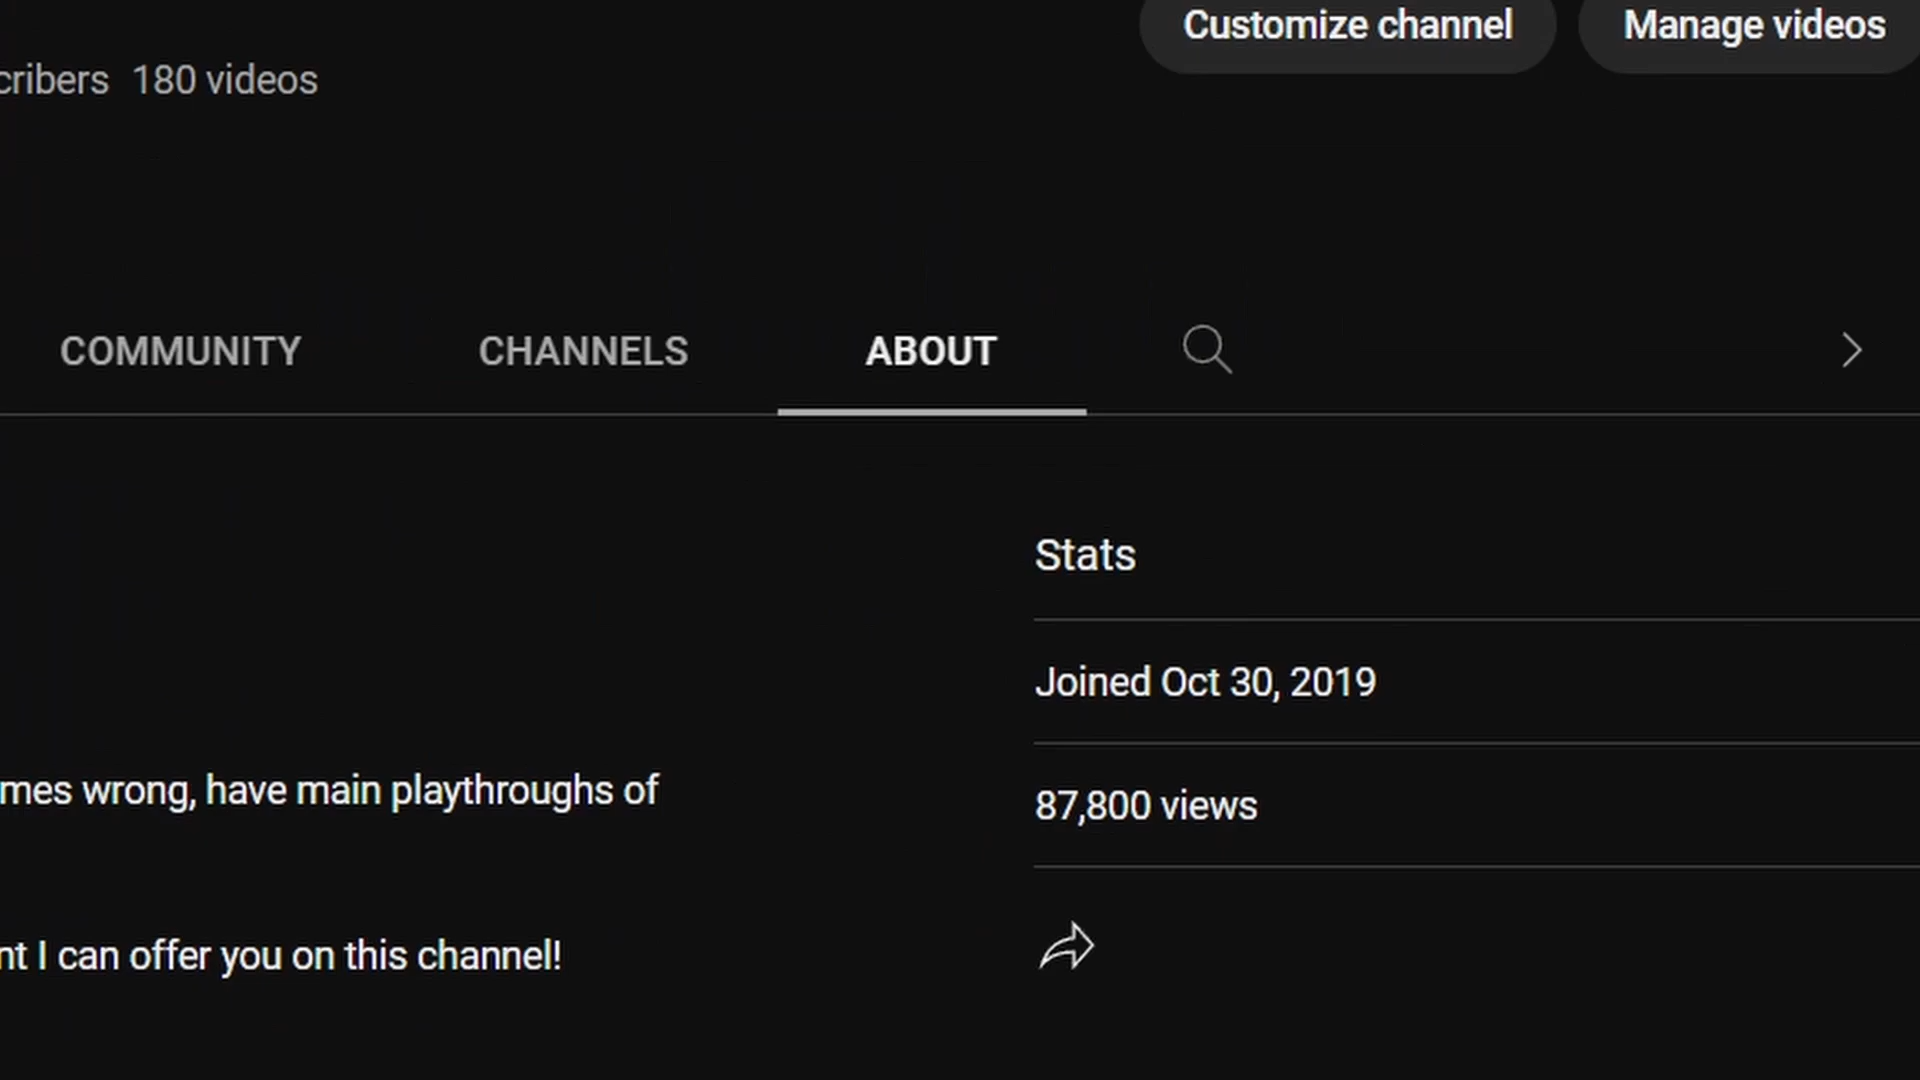 Customize channel Manage videos
cribers 180 videos
COMMUNITY CHANNELS ABOUT
Stats
Joined Oct 30, 2019
mes wrong, have main playthroughs of
87,800 views
nt I can offer you on this channel!